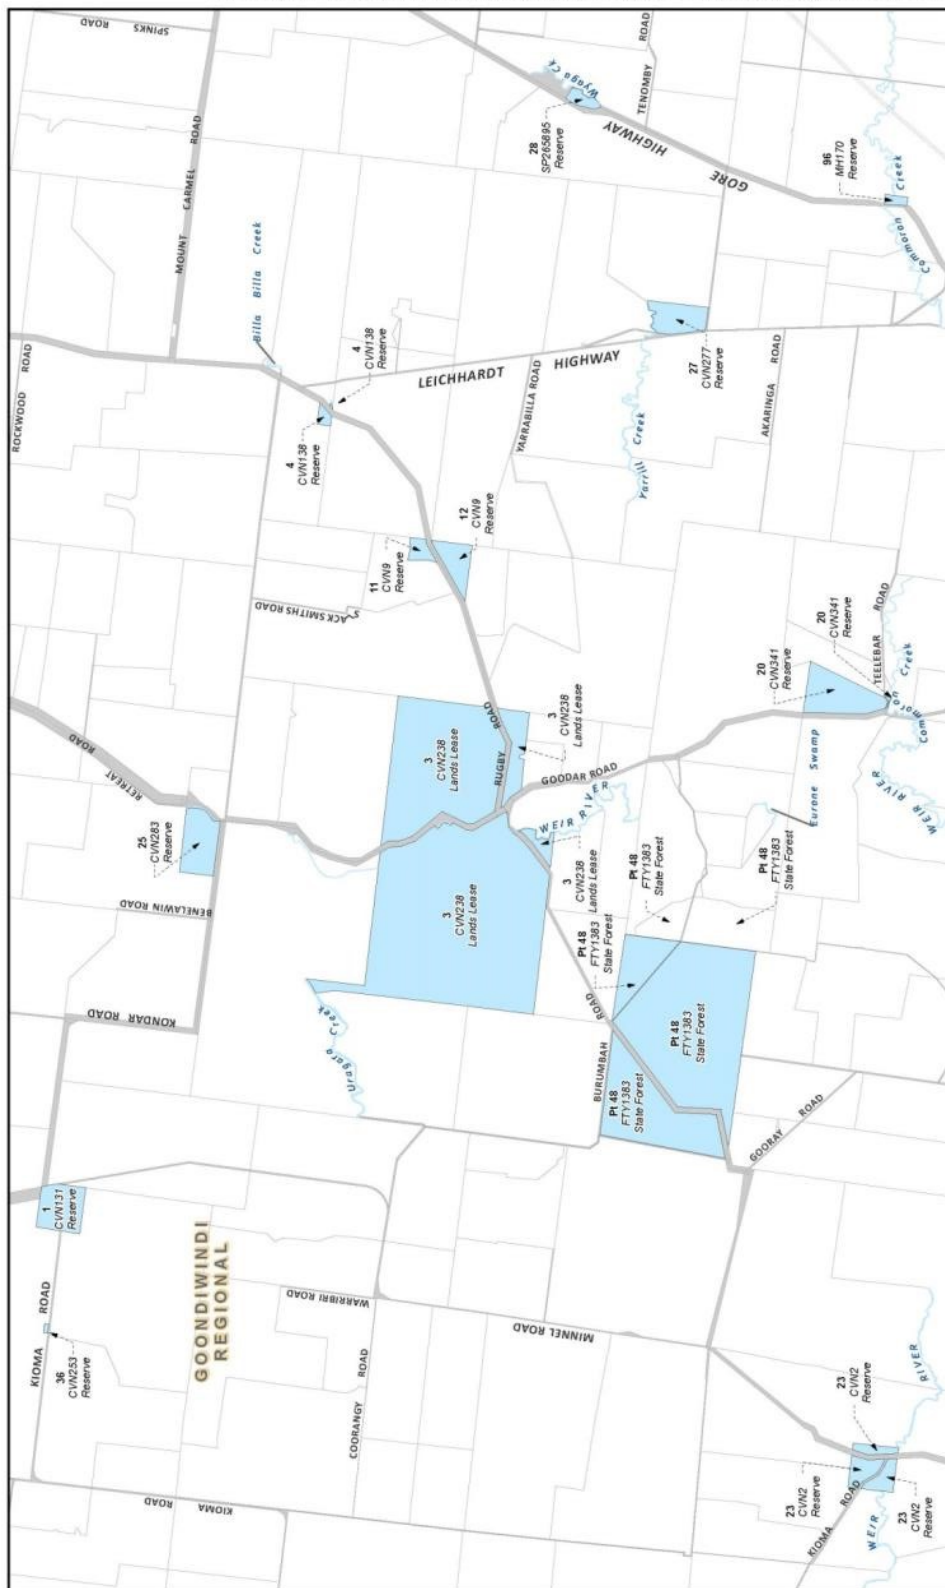 KIOMA ROAD
36
CVN253
Reserve
1
CVN131
Reserve
ROCKWOOD ROAD
KIOMA ROAD
KONDAR ROAD
RETREAT ROAD
SPINKS ROAD
GOONDIWINDI
REGIONAL
BENELAWIN ROAD
25
CVN283
Reserve
MOUNT CARMEL ROAD
WARRIBRI ROAD
JACK SMITHS ROAD
Billa Billa Creek
COORANGY ROAD
Uragara Creek
4
CVN138
Reserve
4
CVN138
Reserve
3
CVN238
Lands Lease
3
CVN238
Lands Lease
11
CVN9
Reserve
12
CVN9
Reserve
LEICHHARDT HIGHWAY
MINNEL ROAD
RUGBY ROAD
YARRABILLA ROAD
28
SP265895
Reserve
Wyaga Ck
3
CVN238
Lands Lease
3
CVN238
Lands Lease
GOODAR ROAD
WEIR RIVER
BURUMBAH ROAD
Pt 48
FTY1383
State Forest
Pt 48
FTY1383
State Forest
Pt 48
FTY1383
State Forest
Pt 48
FTY1383
State Forest
Pt 48
FTY1383
State Forest
Yarrill Creek
TENOMBY ROAD
GORE HIGHWAY
27
CVN277
Reserve
GOORAY ROAD
AKARINGA ROAD
20
CVN341
Reserve
20
CVN341
Reserve
Eurone Swamp
TEELEBAR ROAD
96
MH170
Reserve
Commoron Creek
Commoron Creek
WEIR RIVER
KIOMA ROAD
23
CVN2
Reserve
23
CVN2
Reserve
23
CVN2
Reserve
WEIR RIVER